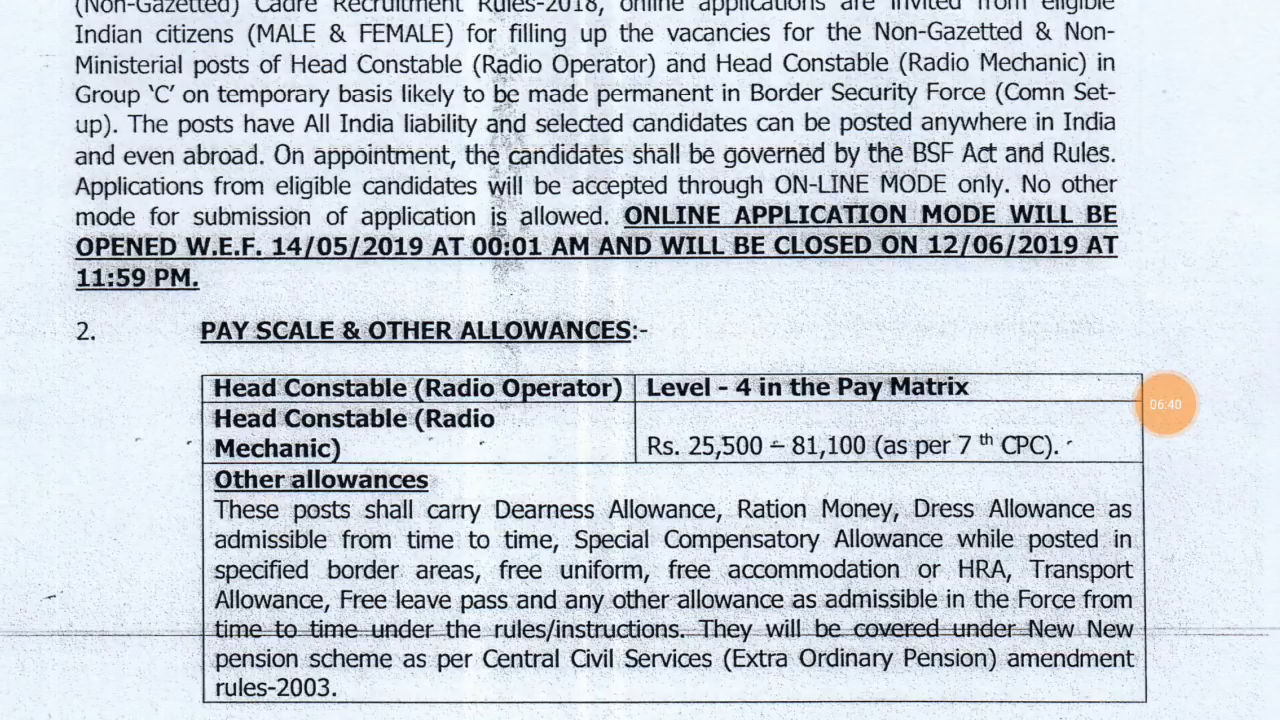 (Non-Gazetted) Cadre Recruitment Rules-2018, online applications are invited from eligible
Indian citizens (MALE & FEMALE) for filling up the vacancies for the Non-Gazetted & Non-
Ministerial posts of Head Constable (Radio Operator) and Head Constable (Radio Mechanic) in
Group ‘C’ on temporary basis likely to be made permanent in Border Security Force (Comn Set-
up). The posts have All India liability and selected candidates can be posted anywhere in India
and even abroad. On appointment, the candidates shall be governed by the BSF Act and Rules.
Applications from eligible candidates will be accepted through ON-LINE MODE only. No other
mode for submission of application is allowed. ONLINE APPLICATION MODE WILL BE
OPENED W.E.F. 14/05/2019 AT 00:01 AM AND WILL BE CLOSED ON 12/06/2019 AT
11:59 PM.
2. PAY SCALE & OTHER ALLOWANCES:-
Head Constable (Radio Operator) Level - 4 in the Pay Matrix
Head Constable (Radio
Mechanic) Rs. 25,500 – 81,100 (as per 7 th CPC).
06:40
Other allowances
These posts shall carry Dearness Allowance, Ration Money, Dress Allowance as
admissible from time to time, Special Compensatory Allowance while posted in
specified border areas, free uniform, free accommodation or HRA, Transport
Allowance, Free leave pass and any other allowance as admissible in the Force from
time to time under the rules/instructions. They will be covered under New New
pension scheme as per Central Civil Services (Extra Ordinary Pension) amendment
rules-2003.